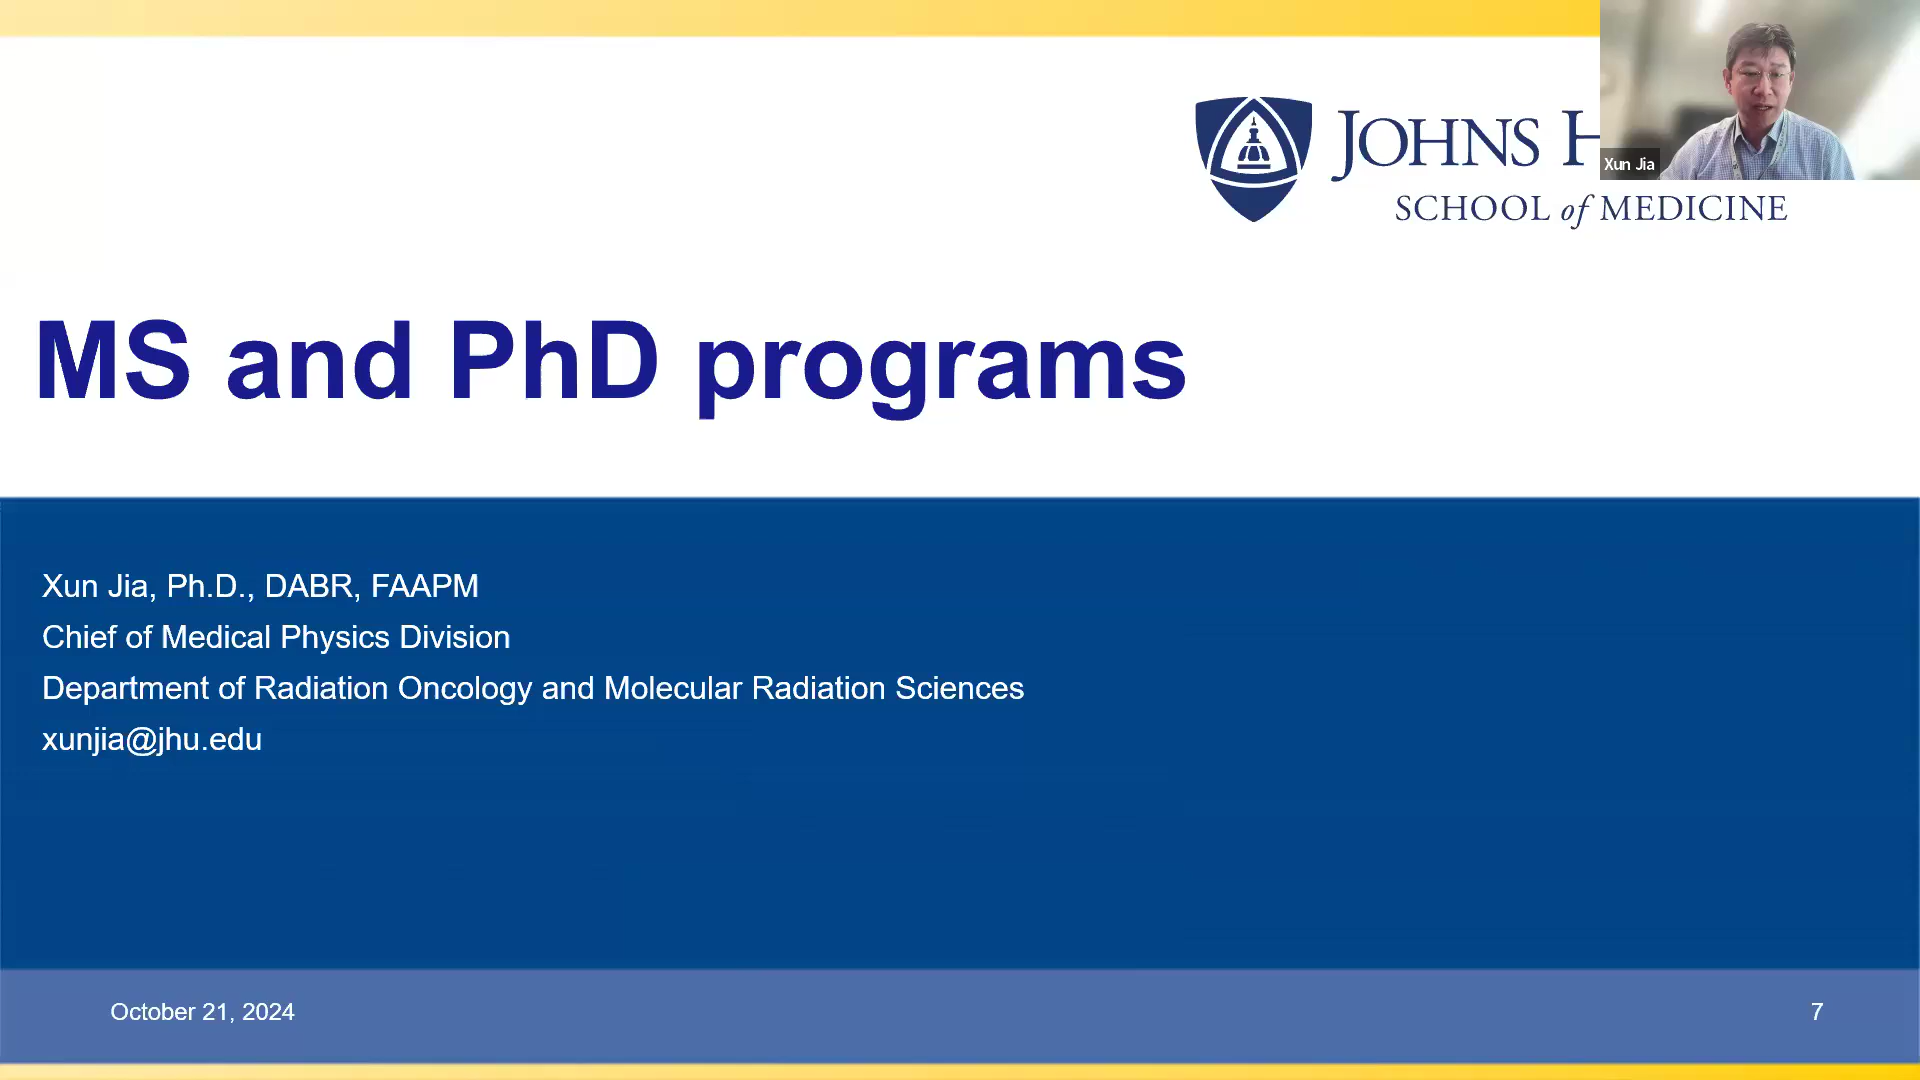 JOHNS H
SCHOOL of MEDICINE
Xun Jia
MS and PhD programs
Xun Jia, Ph.D., DABR, FAAPM
Chief of Medical Physics Division
Department of Radiation Oncology and Molecular Radiation Sciences
xunjia@jhu.edu
October 21, 2024
7